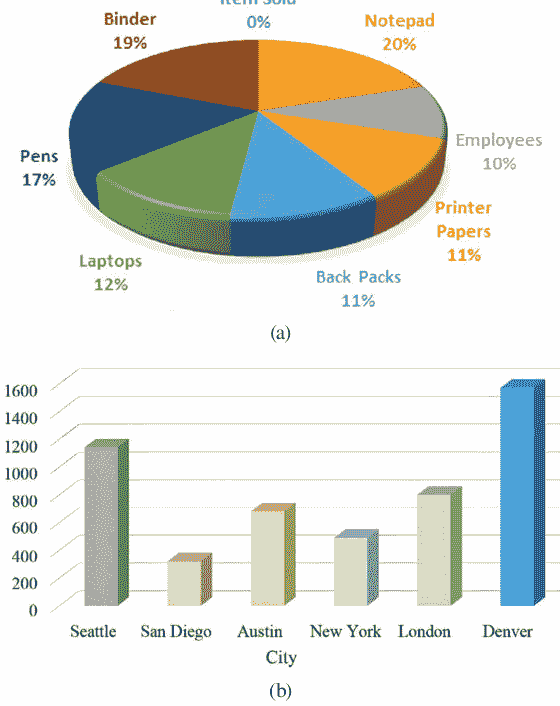 Item Sold
0%
Binder
19%
Notepad
20%
Employees
10%
Pens
17%
Printer
Papers
11%
Laptops
12%
Back Packs
11%
(a)
1600
1400
1200
1000
800
600
400
200
0
Seattle San Diego Austin New York London Denver
City
(b)